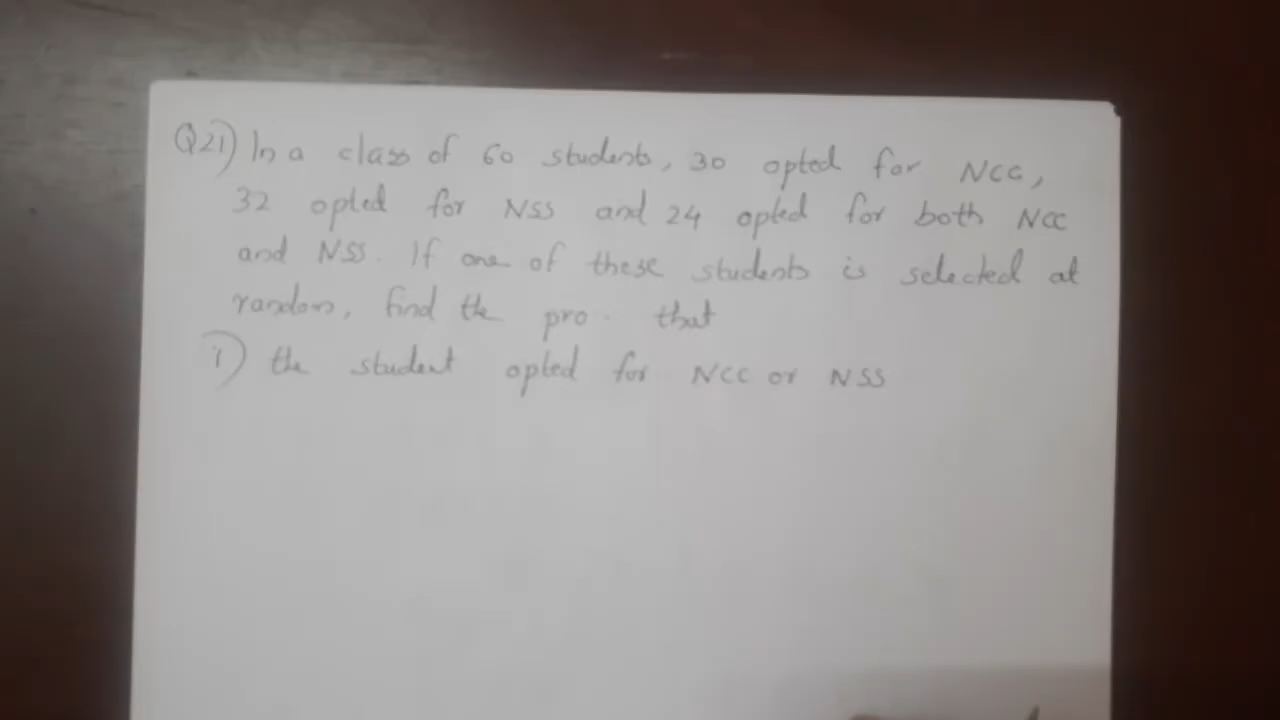 Q21) In a class of 60 students, 30 opted for NCC,
32 opted for NSS and 24 opted for both NCC
and NSS. If one of these students is selected at
random, find the pro. that
i) the student opted for NCC or NSS